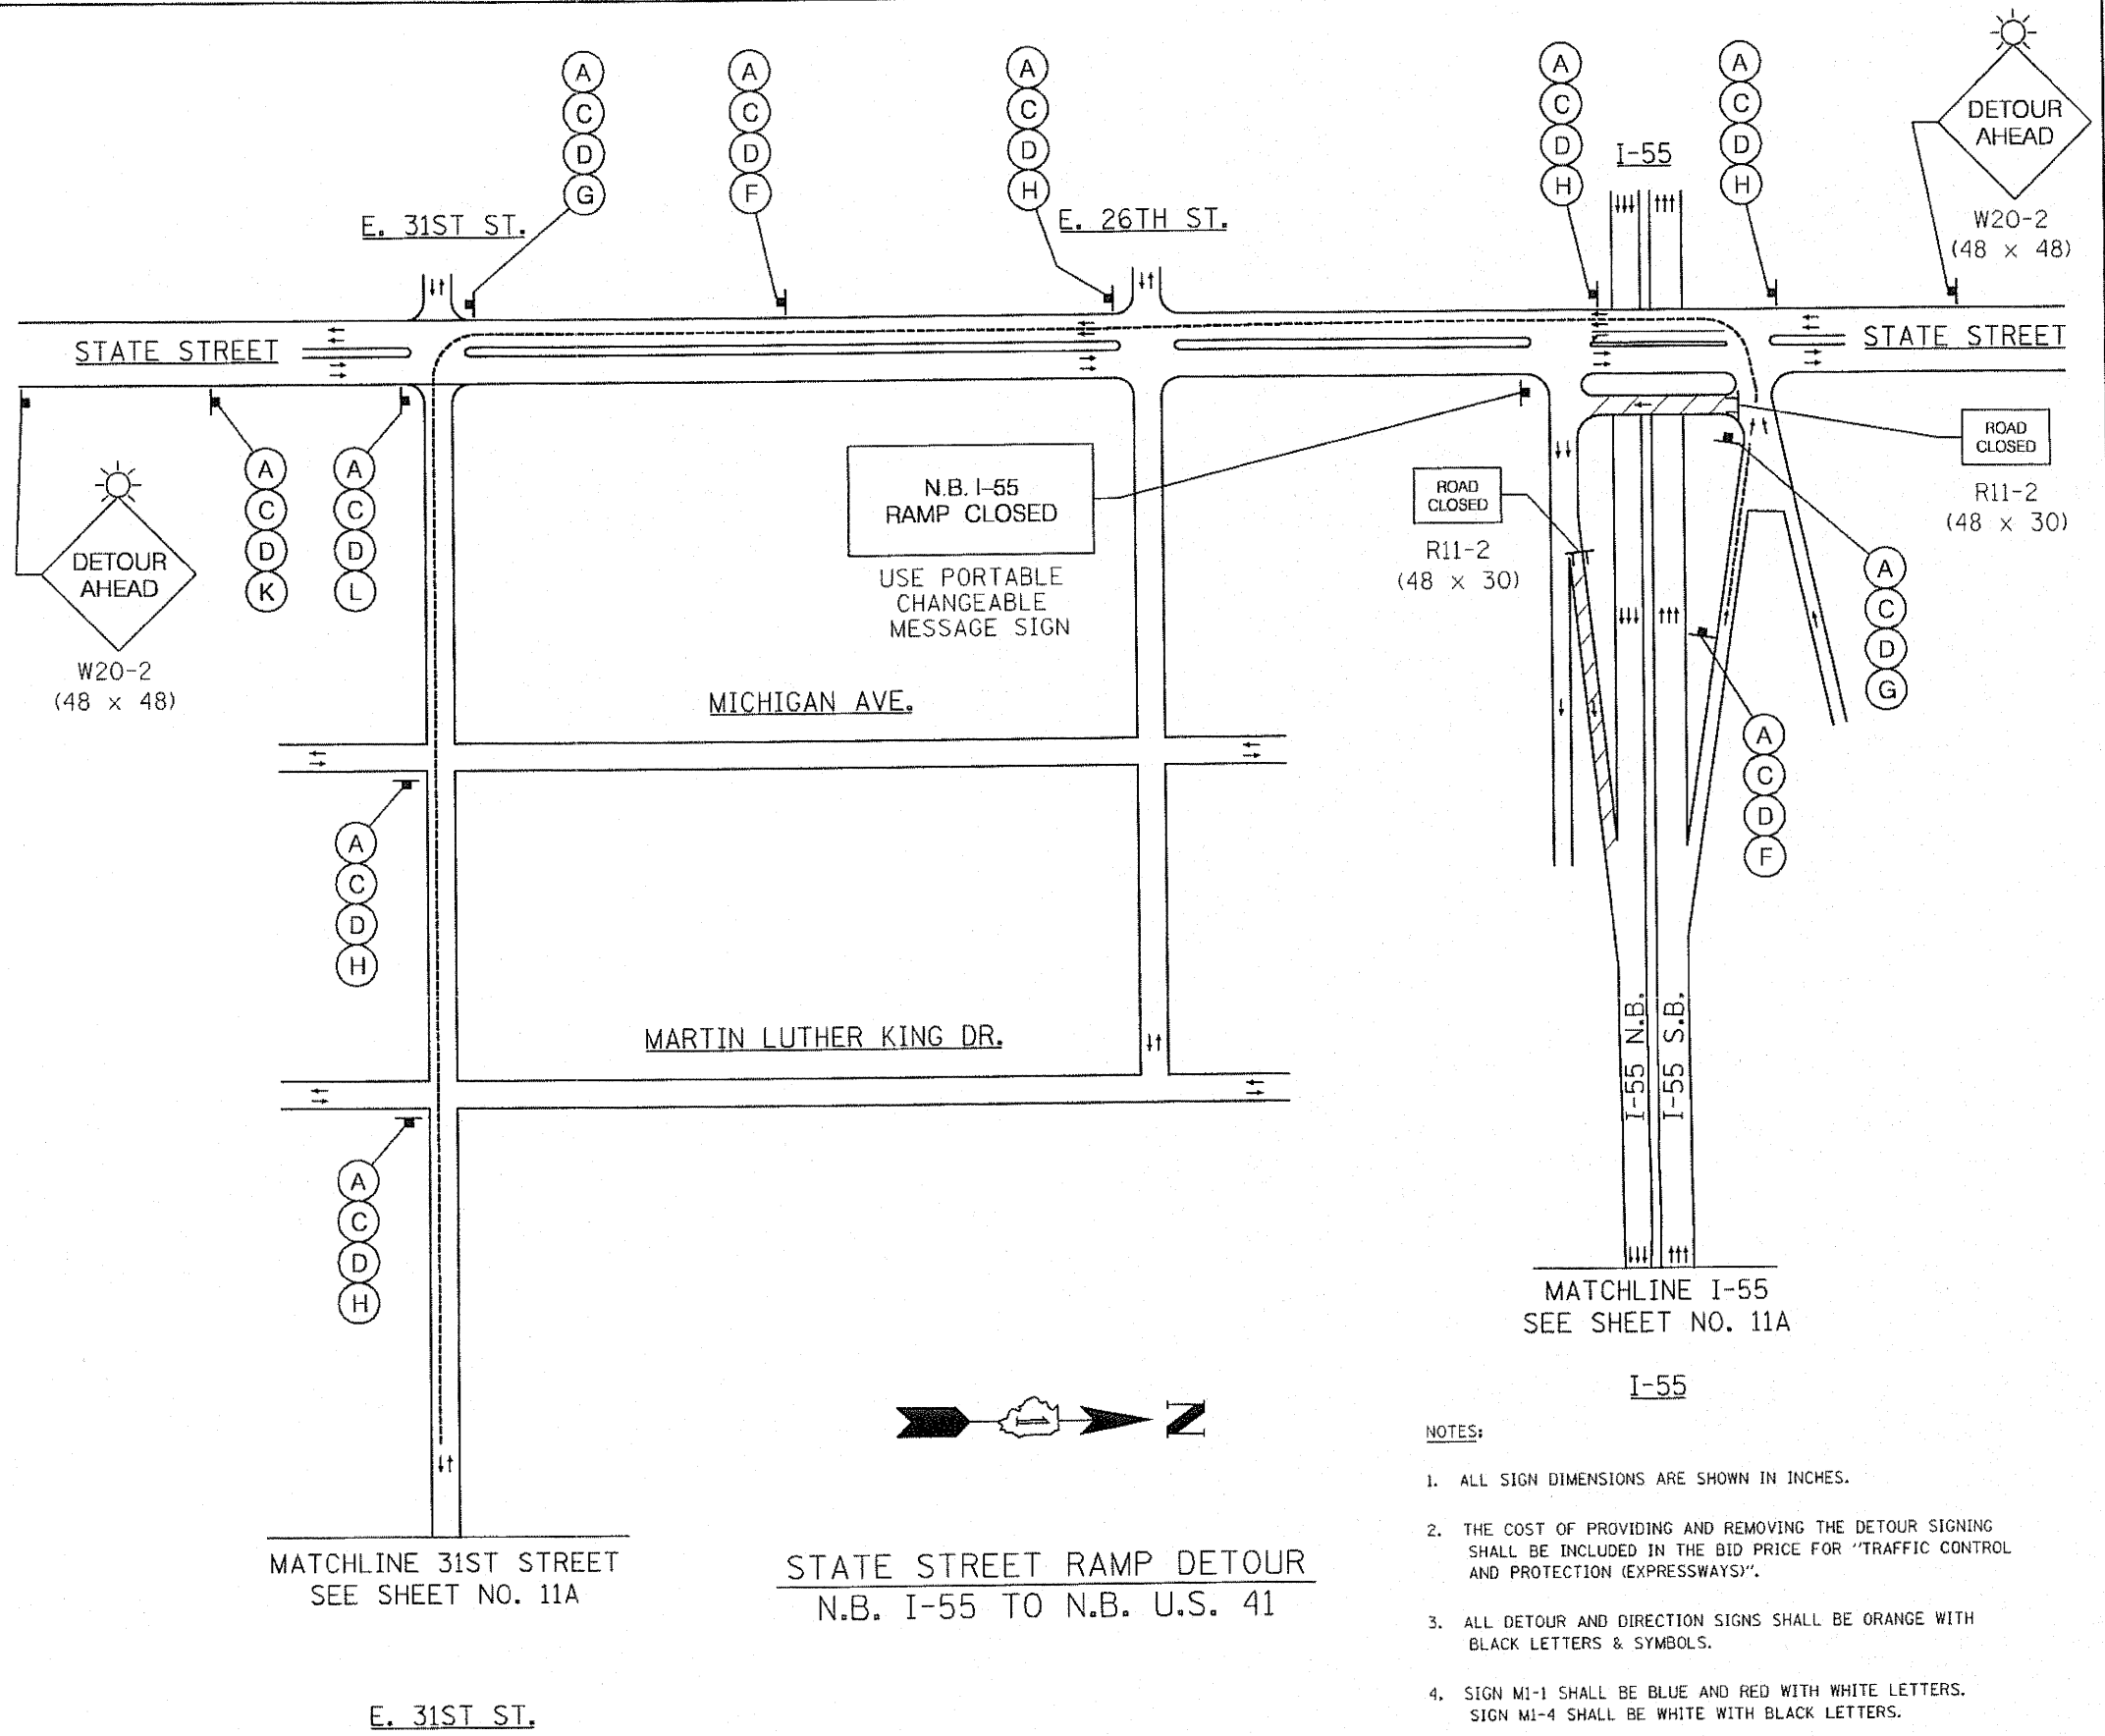 A
C
D
G
A
C
D
F
A
C
D
H
A
C
D
H
A
C
D
H
DETOUR
AHEAD
W20-2
(48 x 48)
I-55
E. 31ST ST.
E. 26TH ST.
STATE STREET
STATE STREET
DETOUR
AHEAD
W20-2
(48 x 48)
A
C
D
K
A
C
D
L
N.B. I-55
RAMP CLOSED
USE PORTABLE
CHANGEABLE
MESSAGE SIGN
ROAD
CLOSED
R11-2
(48 x 30)
ROAD
CLOSED
R11-2
(48 x 30)
A
C
D
G
A
C
D
F
MICHIGAN AVE.
A
C
D
H
MARTIN LUTHER KING DR.
A
C
D
H
I-55 N.B.
I-55 S.B.
MATCHLINE I-55
SEE SHEET NO. 11A
I-55
N
MATCHLINE 31ST STREET
SEE SHEET NO. 11A
E. 31ST ST.
STATE STREET RAMP DETOUR
N.B. I-55 TO N.B. U.S. 41
NOTES:
1. ALL SIGN DIMENSIONS ARE SHOWN IN INCHES.
2. THE COST OF PROVIDING AND REMOVING THE DETOUR SIGNING
SHALL BE INCLUDED IN THE BID PRICE FOR "TRAFFIC CONTROL
AND PROTECTION (EXPRESSWAYS)".
3. ALL DETOUR AND DIRECTION SIGNS SHALL BE ORANGE WITH
BLACK LETTERS & SYMBOLS.
4. SIGN M1-1 SHALL BE BLUE AND RED WITH WHITE LETTERS.
SIGN M1-4 SHALL BE WHITE WITH BLACK LETTERS.